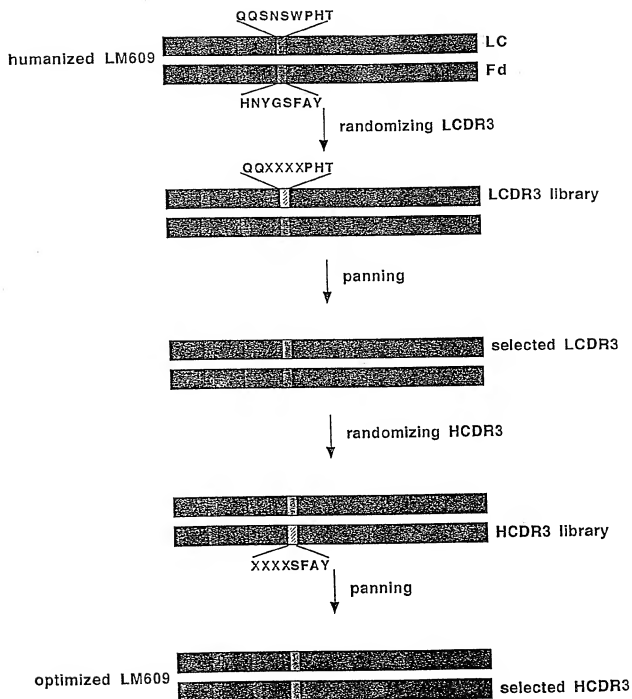 QQSNSWPHT
humanized LM609
LC
Fd
HNYGSFAY
randomizing LCDR3
QQXXXXPHT
LCDR3 library
panning
selected LCDR3
randomizing HCDR3
HCDR3 library
XXXXSFAY
panning
optimized LM609
selected HCDR3